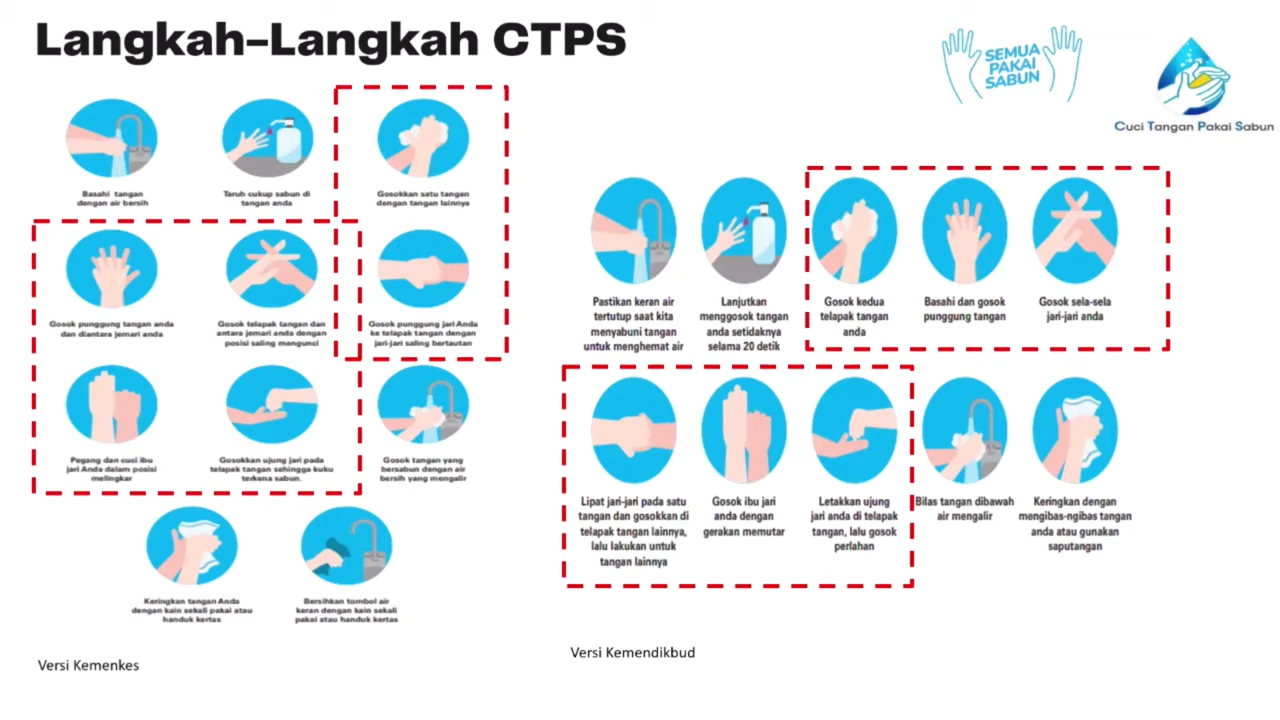 Langkah-Langkah CTPS
SEMUA
PAKAI
SABUN
Cuci Tangan Pakai Sabun
Basahi tangan
dengan air bersih
Taruh cukup sabun di
tangan anda
Gosokkan satu tangan
dengan tangan lainnya
Gosok punggung tangan anda
dan diantara jemari anda
Gosok telapak tangan dan
antara jemari anda dengan
posisi saling mengunci
Gosok punggung jari Anda
ke telapak tangan dengan
jari-jari saling bertautan
Pegang dan cuci ibu
jari Anda dalam posisi
melingkar
Gosokkan ujung jari pada
telapak tangan sehingga kuku
terkena sabun.
Gosok tangan yang
bersabun dengan air
bersih yang mengalir
Keringkan tangan Anda
dengan kain sekali pakai atau
handuk kertas
Bersihkan tombol air
keran dengan kain sekali
pakai atau handuk kertas
Versi Kemenkes
Pastikan keran air
tertutup saat kita
menyabuni tangan
untuk menghemat air
Lanjutkan
menggosok tangan
anda setidaknya
selama 20 detik
Gosok kedua
telapak tangan
anda
Basahi dan gosok
punggung tangan
Gosok sela-sela
jari-jari anda
Lipat jari-jari pada satu
tangan dan gosokkan di
telapak tangan lainnya,
lalu lakukan untuk
tangan lainnya
Gosok ibu jari
anda dengan
gerakan memutar
Letakkan ujung
jari anda di telapak
tangan, lalu gosok
perlahan
Bilas tangan dibawah
air mengalir
Keringkan dengan
mengibas-ngibas tangan
anda atau gunakan
saputangan
Versi Kemendikbud